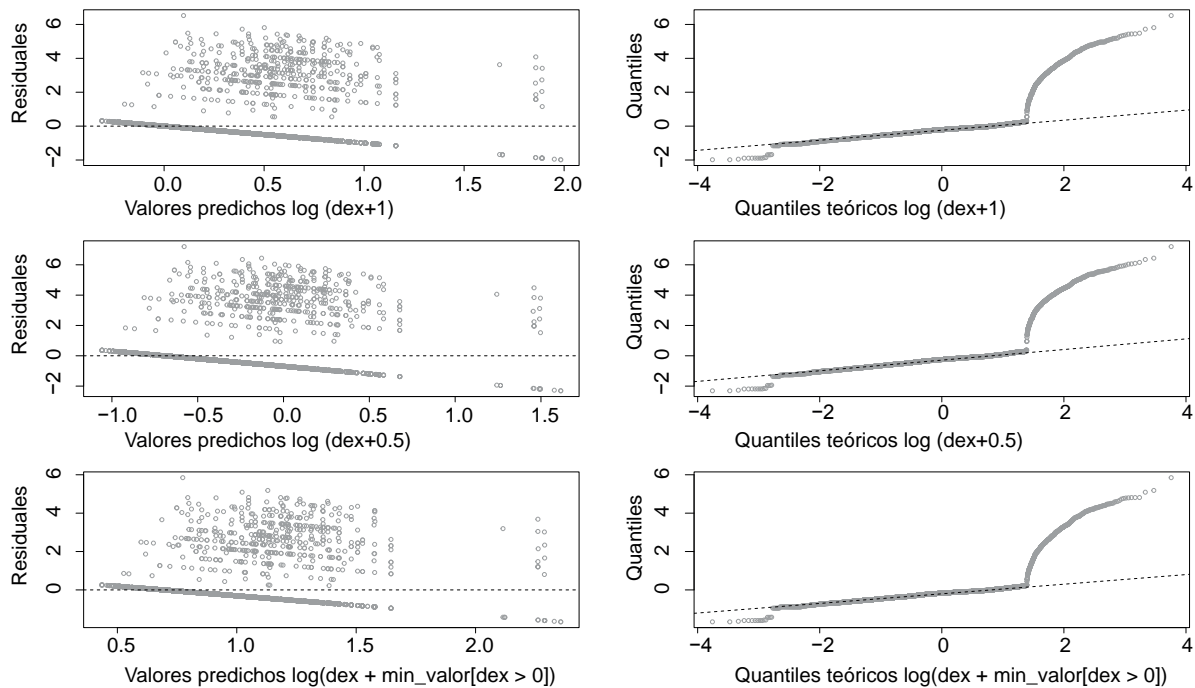 Residuales
6
4
2
0
−2
0.0 0.5 1.0 1.5 2.0
Valores predichos log (dex+1)
Quantiles
6
4
2
0
−2
−4 −2 0 2 4
Quantiles teóricos log (dex+1)
Residuales
6
4
2
0
−2
−1.0 −0.5 0.0 0.5 1.0 1.5
Valores predichos log (dex+0.5)
Quantiles
6
4
2
0
−2
−4 −2 0 2 4
Quantiles teóricos log (dex+0.5)
Residuales
6
4
2
0
0.5 1.0 1.5 2.0
Valores predichos log(dex + min_valor[dex > 0])
Quantiles
6
4
2
0
−4 −2 0 2 4
Quantiles teóricos log(dex + min_valor[dex > 0])